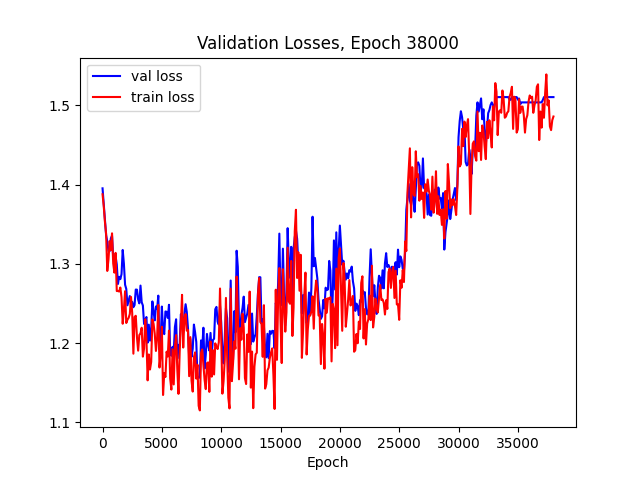 Validation Losses, Epoch 38000
val loss
train loss
1.5
1.4
1.3
1.2
1.1
0 5000 10000 15000 20000 25000 30000 35000
Epoch